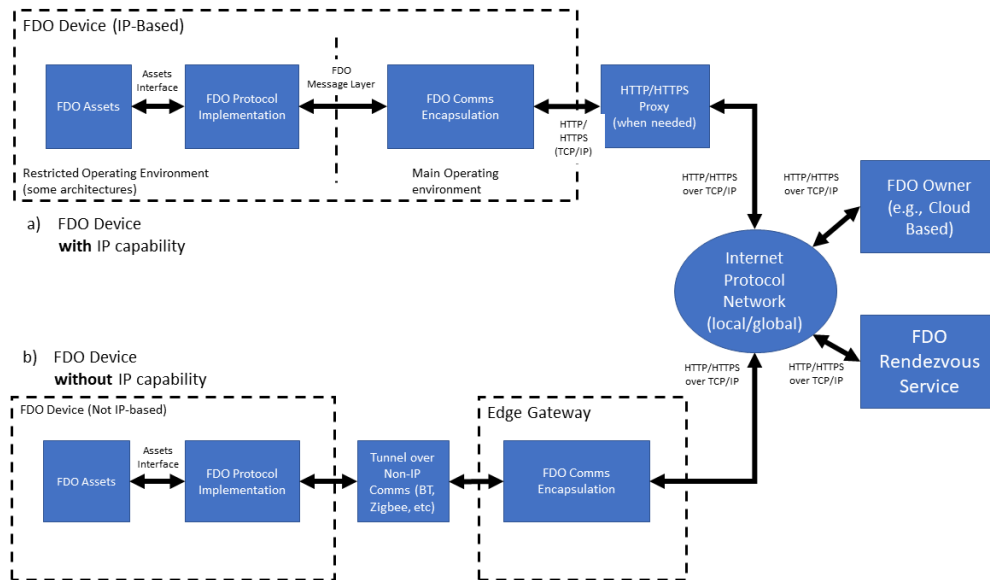 FDO Device (IP-Based)
FDO Assets
Assets
Interface
FDO Protocol
Implementation
FDO
Message Layer
FDO Comms
Encapsulation
HTTP/
HTTPS
(TCP/IP)
HTTP/HTTPS
Proxy
(when needed)
Restricted Operating Environment
(some architectures)
Main Operating
environment
a) FDO Device
with IP capability
HTTP/HTTPS
over TCP/IP
HTTP/HTTPS
over TCP/IP
FDO Owner
(e.g., Cloud
Based)
Internet
Protocol
Network
(local/global)
FDO
Rendezvous
Service
HTTP/HTTPS
over TCP/IP
HTTP/HTTPS
over TCP/IP
b) FDO Device
without IP capability
FDO Device (Not IP-based)
FDO Assets
Assets
Interface
FDO Protocol
Implementation
Tunnel over
Non-IP
Comms (BT,
Zigbee, etc)
Edge Gateway
FDO Comms
Encapsulation